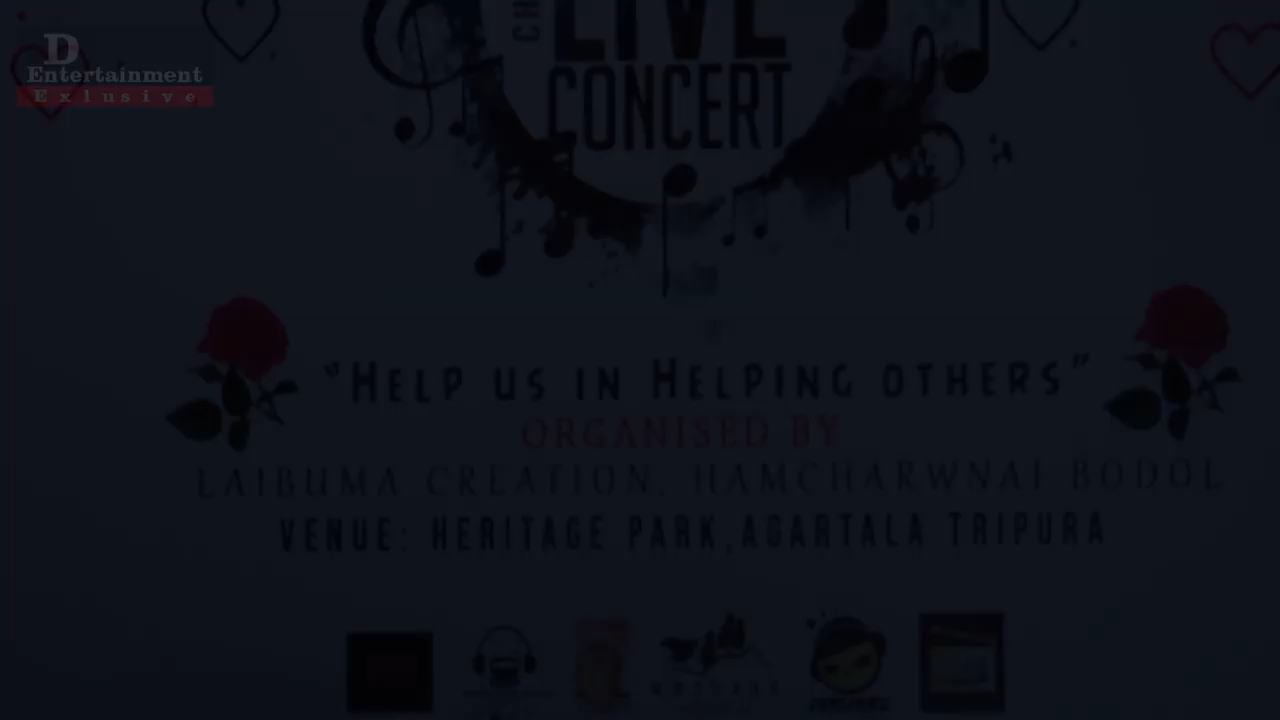 D
Entertainment
Exlusive
LIVE
CONCERT
"HELP US IN HELPING OTHERS"
ORGANISED BY
LAIBUMA CREATION, HAMCHARWNAI BODOL
VENUE: HERITAGE PARK,AGARTALA TRIPURA